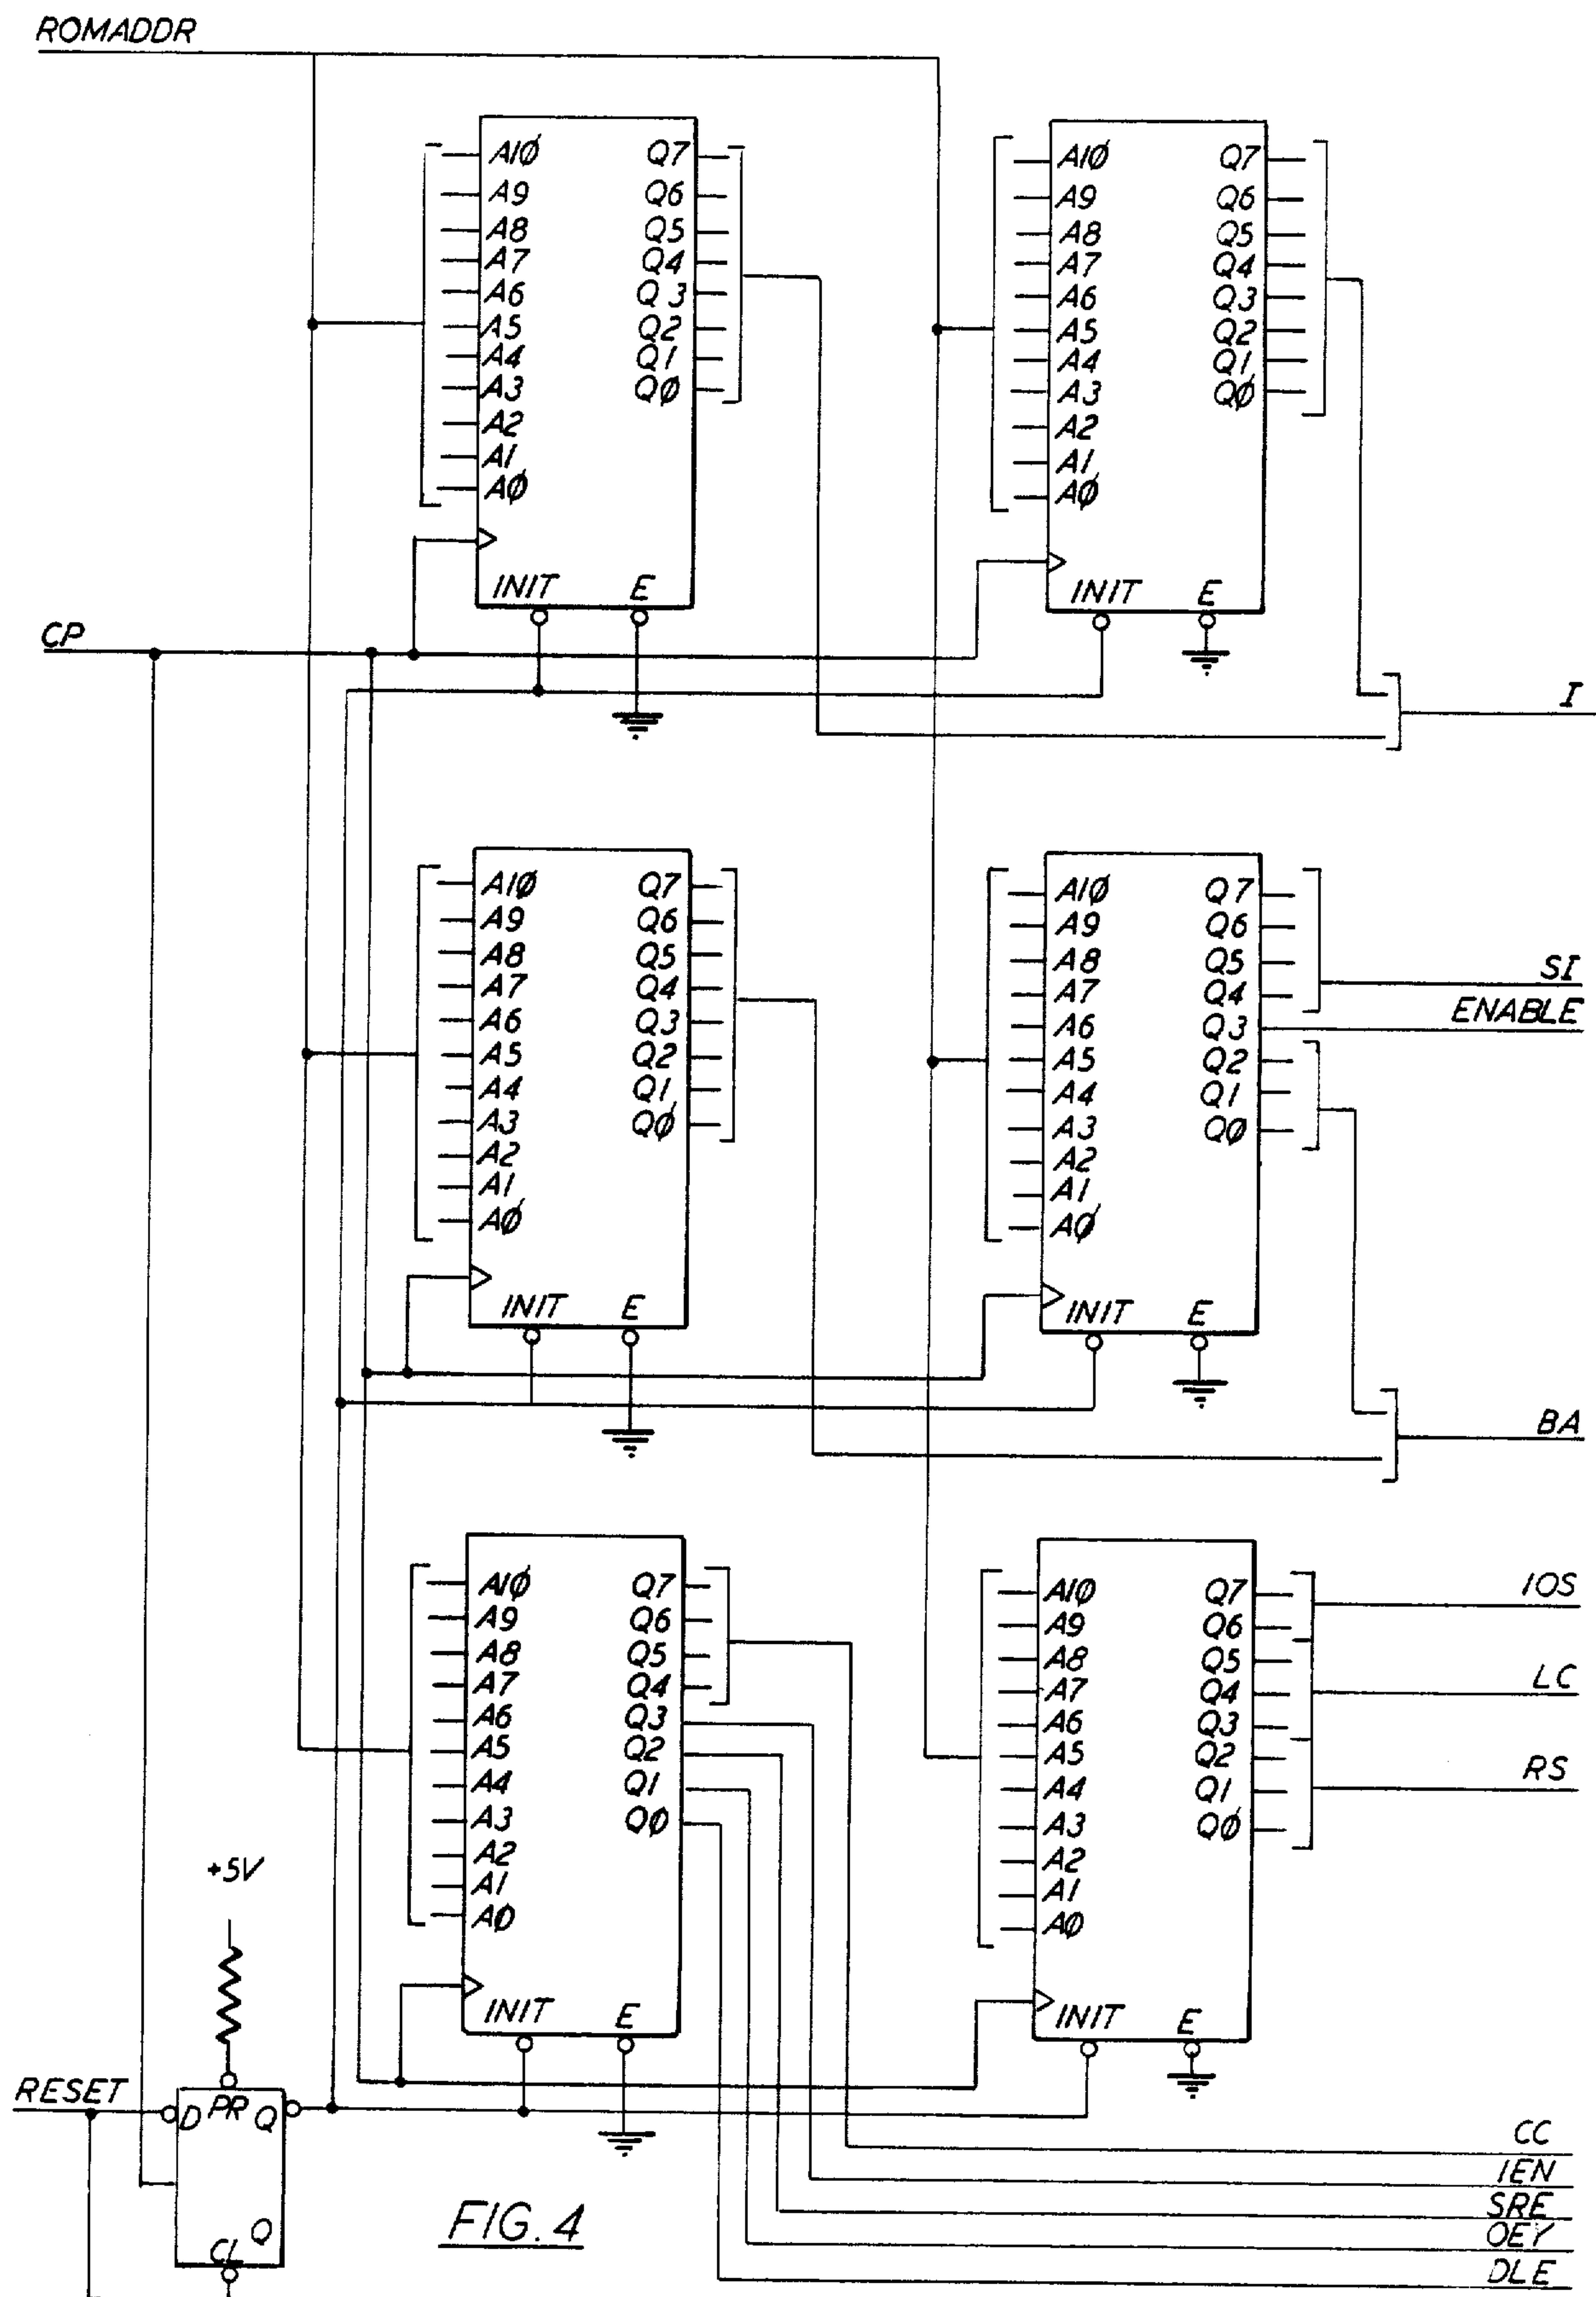 ROMADDR
A1Ø Q7
A9 Q6
A8 Q5
A7 Q4
A6 Q3
A5 Q2
A4 Q1
A3 QØ
A2
A1
AØ
INIT E
A1Ø Q7
A9 Q6
A8 Q5
A7 Q4
A6 Q3
A5 Q2
A4 Q1
A3 QØ
A2
A1
AØ
INIT E
CP
I
A1Ø Q7
A9 Q6
A8 Q5
A7 Q4
A6 Q3
A5 Q2
A4 Q1
A3 QØ
A2
A1
AØ
INIT E
A1Ø Q7
A9 Q6
A8 Q5
A7 Q4
A6 Q3
A5 Q2
A4 Q1
A3 QØ
A2
A1
AØ
INIT E
SI
ENABLE
BA
A1Ø Q7
A9 Q6
A8 Q5
A7 Q4
A6 Q3
A5 Q2
A4 Q1
A3 QØ
A2
A1
AØ
INIT E
A1Ø Q7
A9 Q6
A8 Q5
A7 Q4
A6 Q3
A5 Q2
A4 Q1
A3 QØ
A2
A1
AØ
INIT E
IOS
LC
RS
+5V
RESET
D PR Q
Q
CL
CC
IEN
SRE
OEY
DLE
FIG. 4